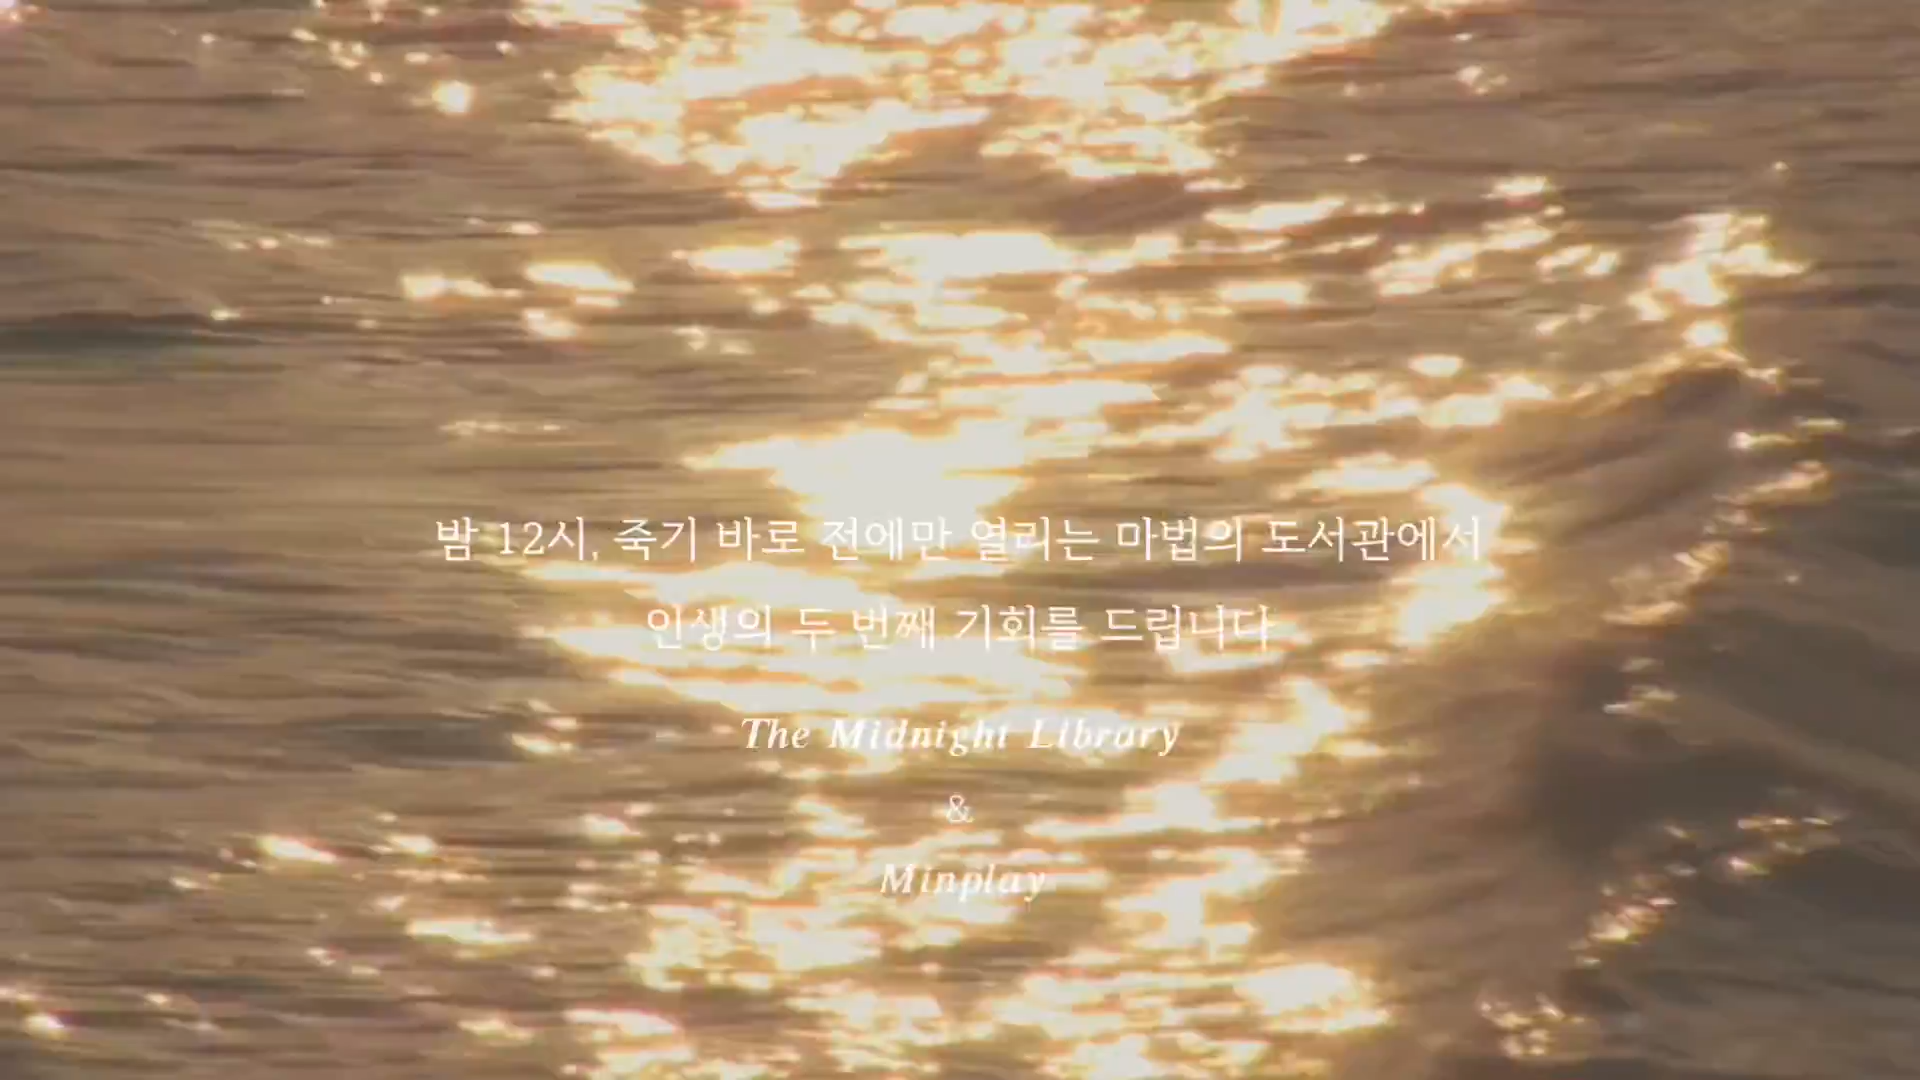 밤 12시, 죽기 바로 전에만 열리는 마법의 도서관에서
인생의 두 번째 기회를 드립니다
The Midnight Library
&
Minplay